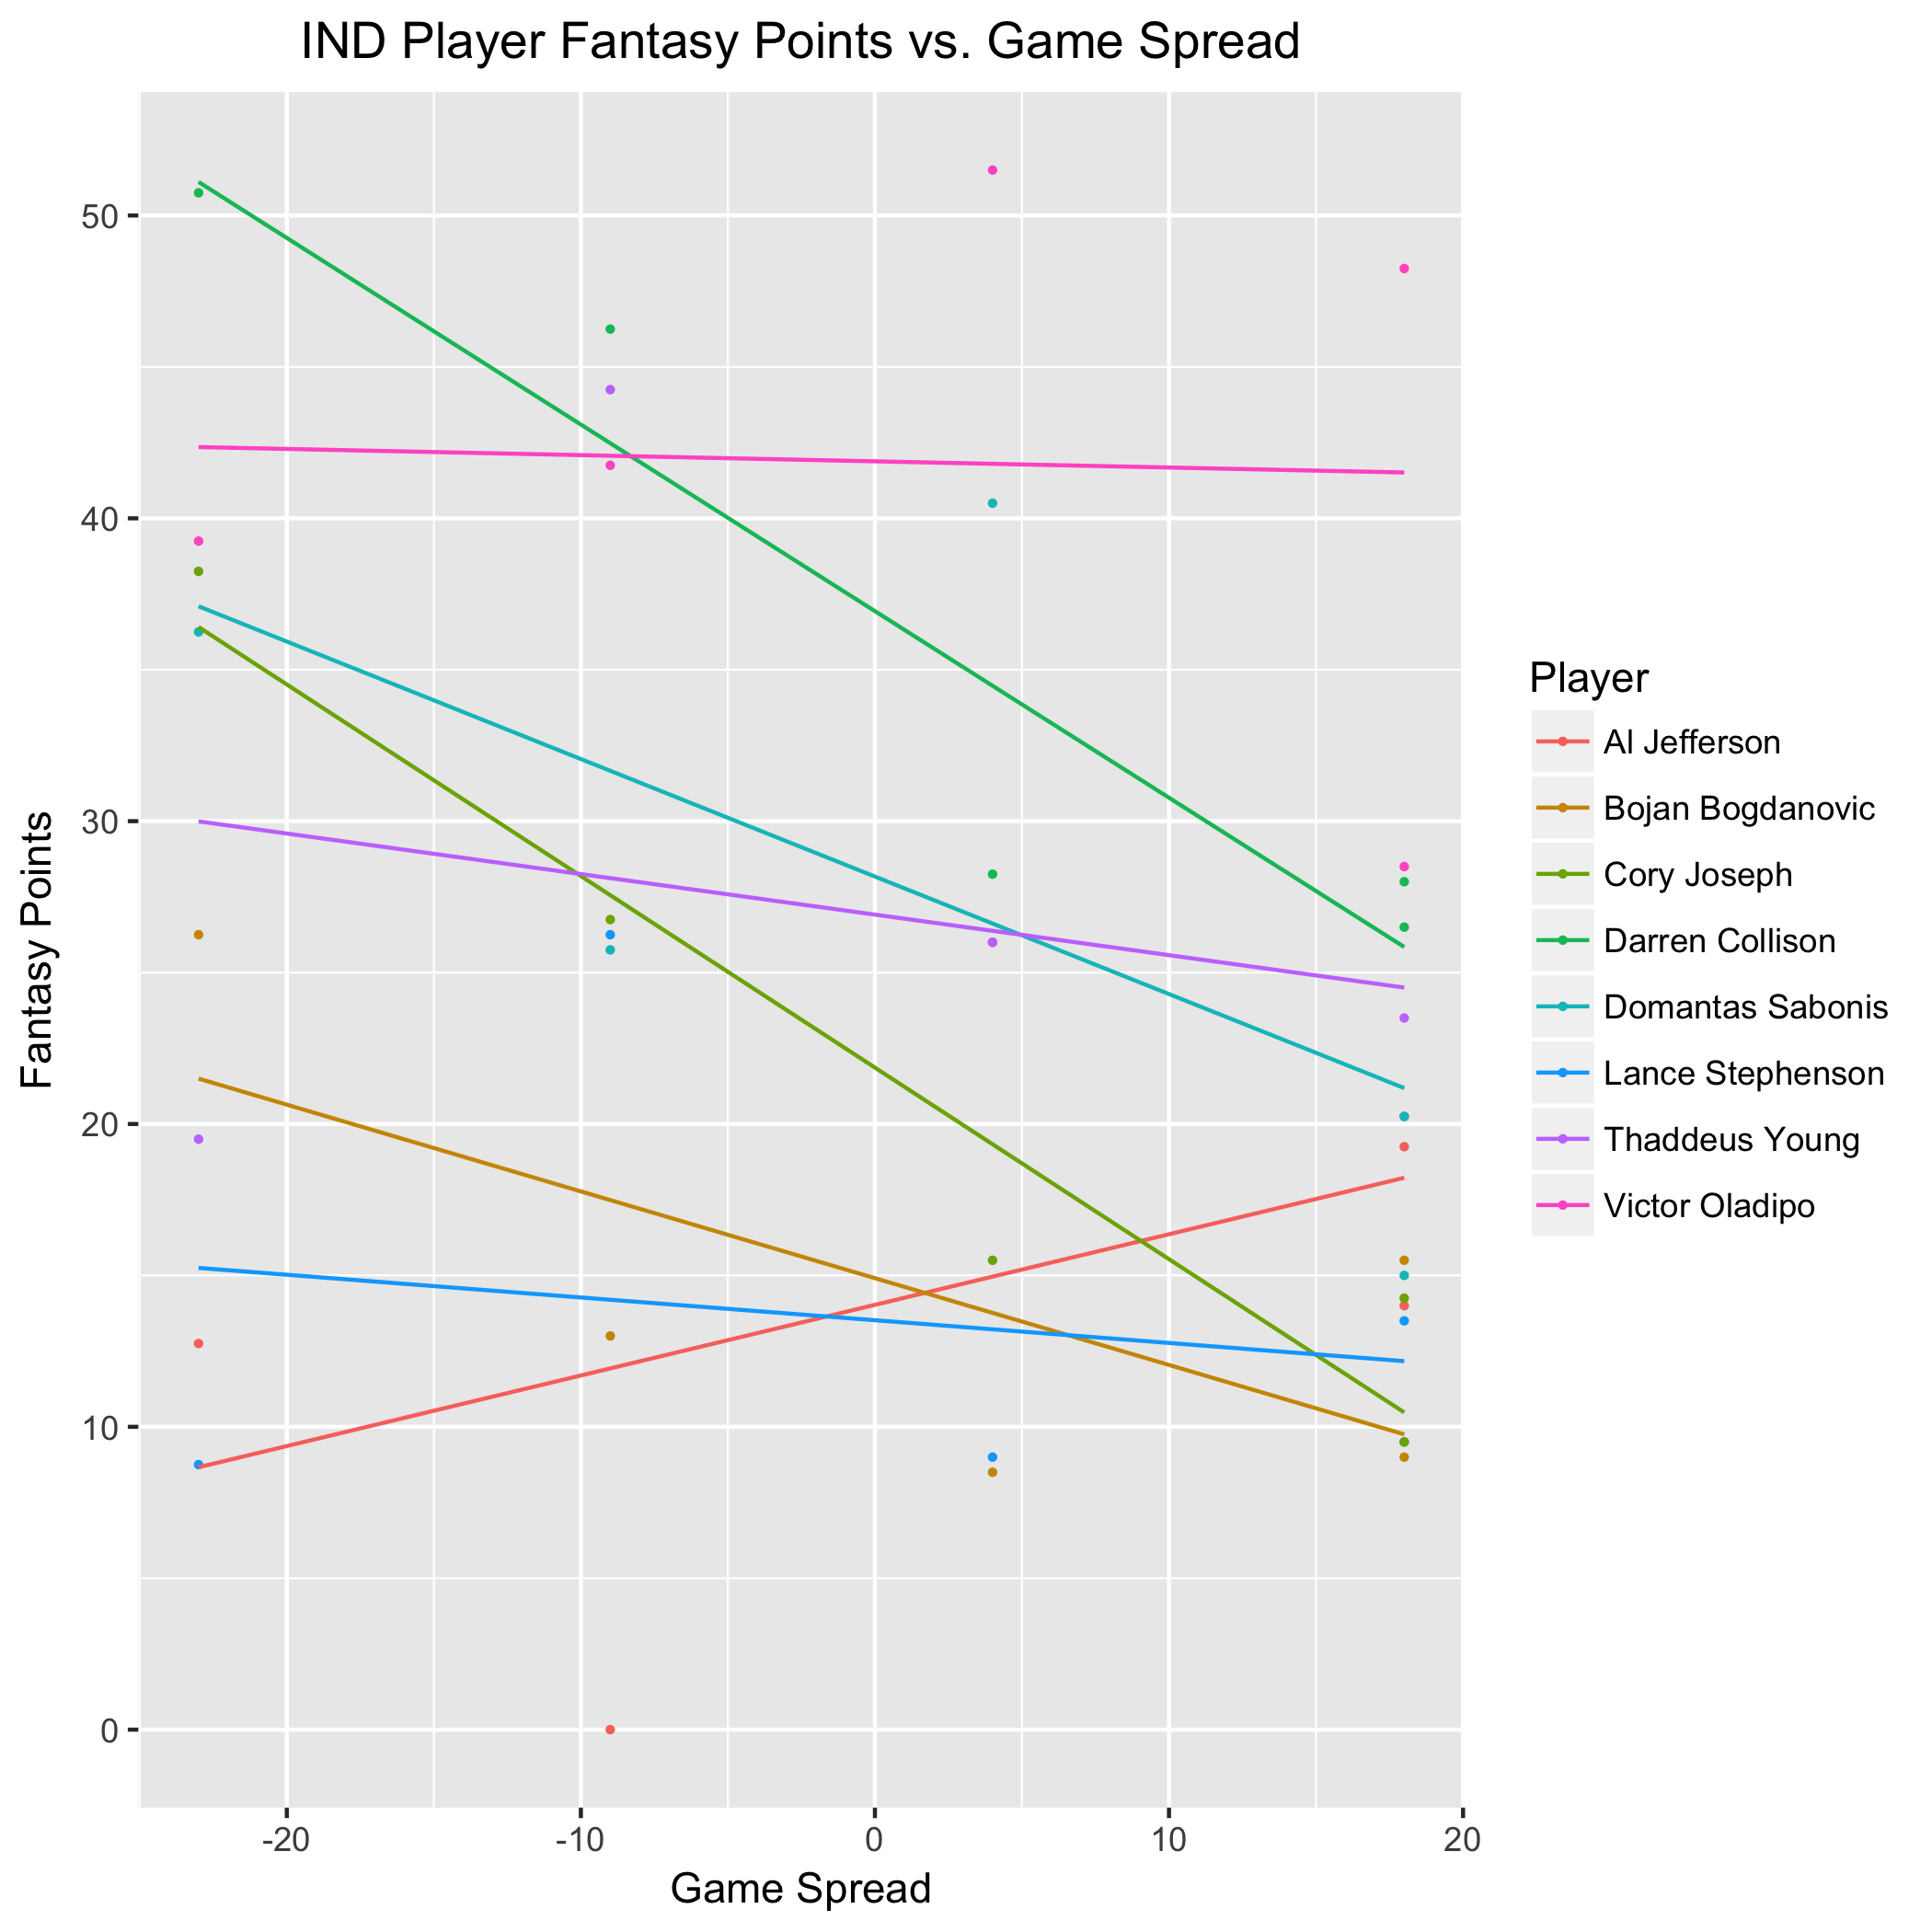 IND Player Fantasy Points vs. Game Spread
50
40
30
20
10
0
Fantasy Points
-20
-10
0
10
20
Game Spread
Player
Al Jefferson
Bojan Bogdanovic
Cory Joseph
Darren Collison
Domantas Sabonis
Lance Stephenson
Thaddeus Young
Victor Oladipo